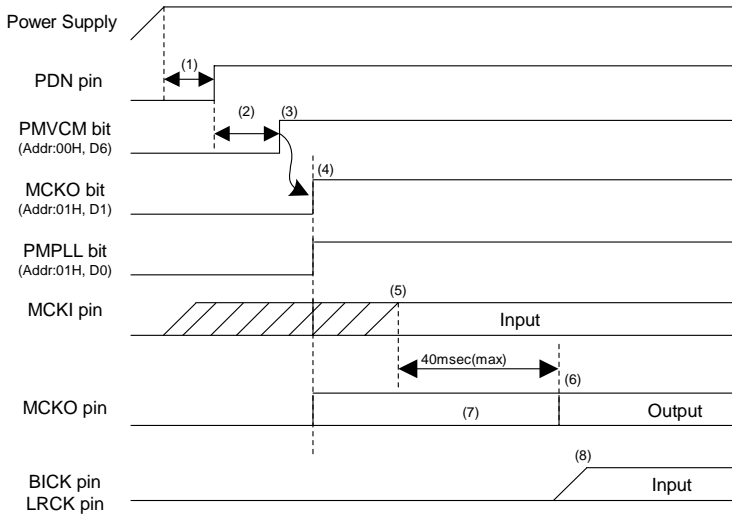 Power Supply
(1)
PDN pin
(2)
(3)
PMVCM bit
(Addr:00H, D6)
(4)
MCKO bit
(Addr:01H, D1)
PMPLL bit
(Addr:01H, D0)
(5)
MCKI pin
Input
40msec(max)
(6)
MCKO pin
(7)
Output
(8)
BICK pin
LRCK pin
Input